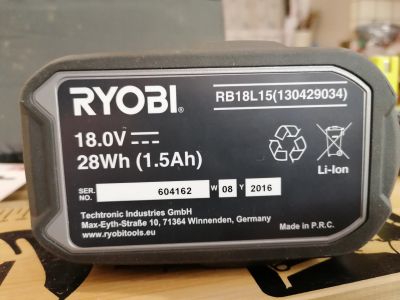 RYOBI.
RB18L15(130429034)
18.0V
28Wh (1.5Ah)
Li-Ion
SER. NO. 604162 W 08 Y 2016
Techtronic Industries GmbH
Max-Eyth-Straße 10, 71364 Winnenden, Germany
www.ryobitools.eu
Made in P.R.C.